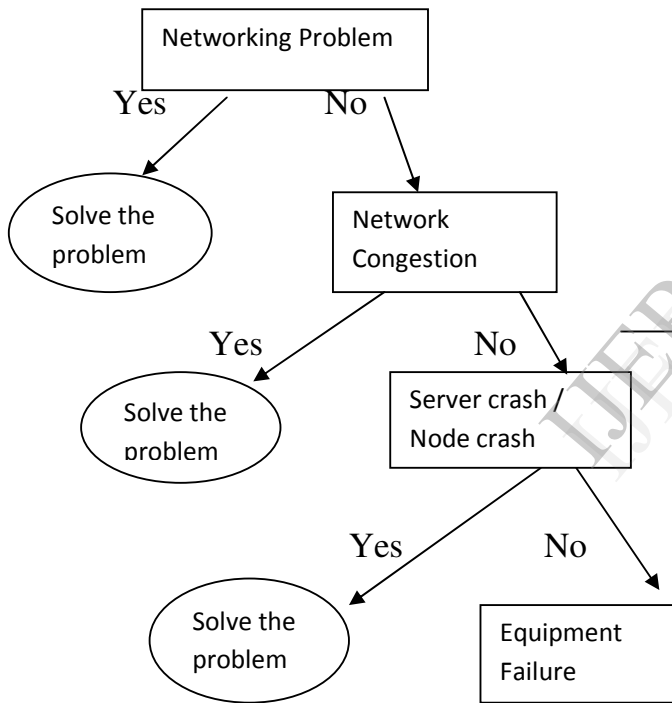 Networking Problem
Yes
No
Solve the
problem
Network
Congestion
Yes
No
Solve the
problem
Server crash /
Node crash
Yes
No
Solve the
problem
Equipment
Failure